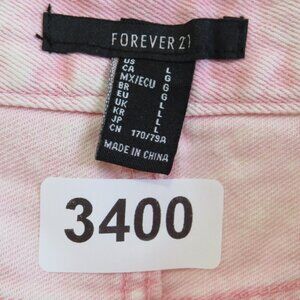 FOREVER 21
US L
CA G
MX/ECU G
BR G
EU L
UK L
KR L
JP L
CN 170/79A
MADE IN CHINA
3400